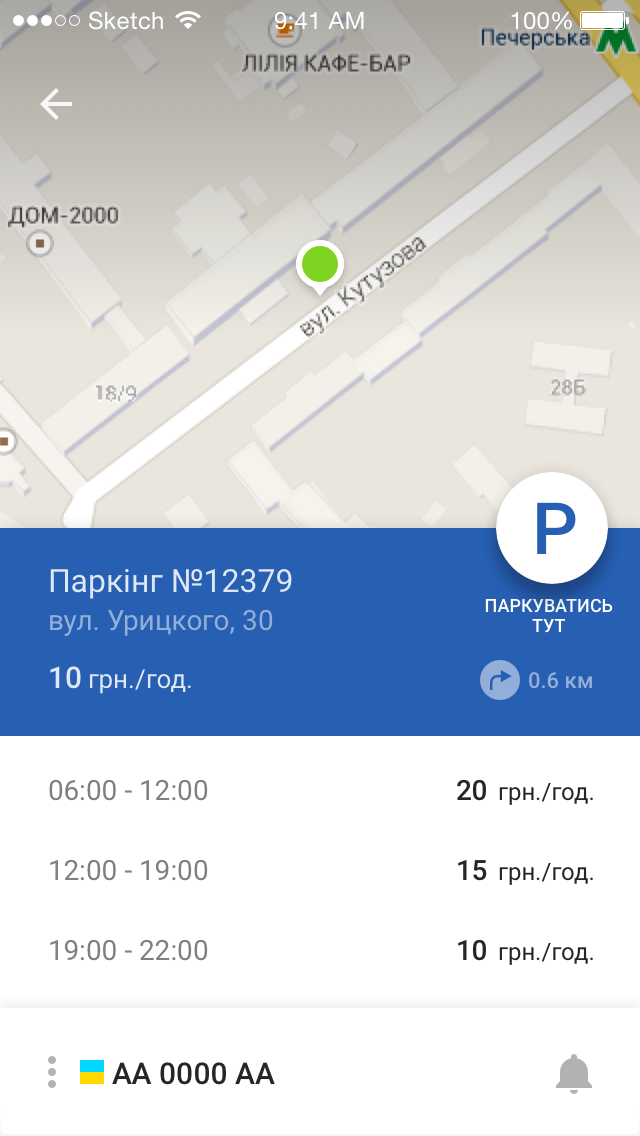 Sketch 9:41 AM 100%
Печерська
ЛІЛІЯ КАФЕ-БАР
ДОМ-2000
вул. Кутузова
18/9
28Б
P
Паркінг №12379
ПАРКУВАТИСЬ
ТУТ
вул. Урицкого, 30
10 грн./год.
0.6 км
06:00 - 12:00 20 грн./год.
12:00 - 19:00 15 грн./год.
19:00 - 22:00 10 грн./год.
AA 0000 AA